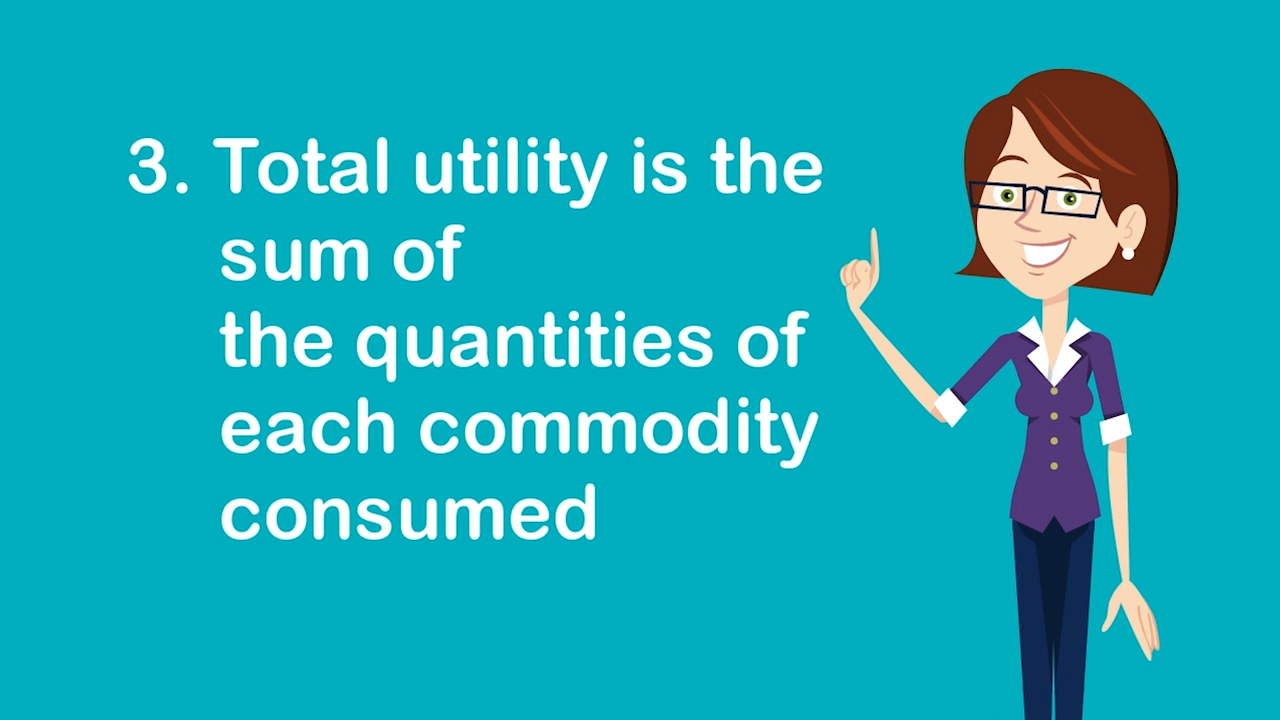 3. Total utility is the
sum of
the quantities of
each commodity
consumed